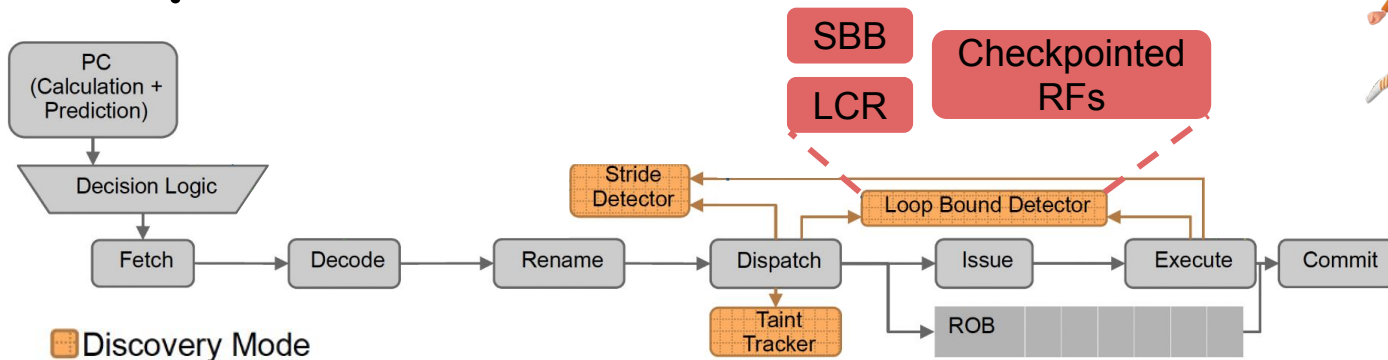 SBB
LCR
Checkpointed
RFs
PC
(Calculation +
Prediction)
Decision Logic
Stride
Detector
Loop Bound Detector
Fetch
Decode
Rename
Dispatch
Issue
Execute
Commit
Taint
Tracker
ROB
Discovery Mode